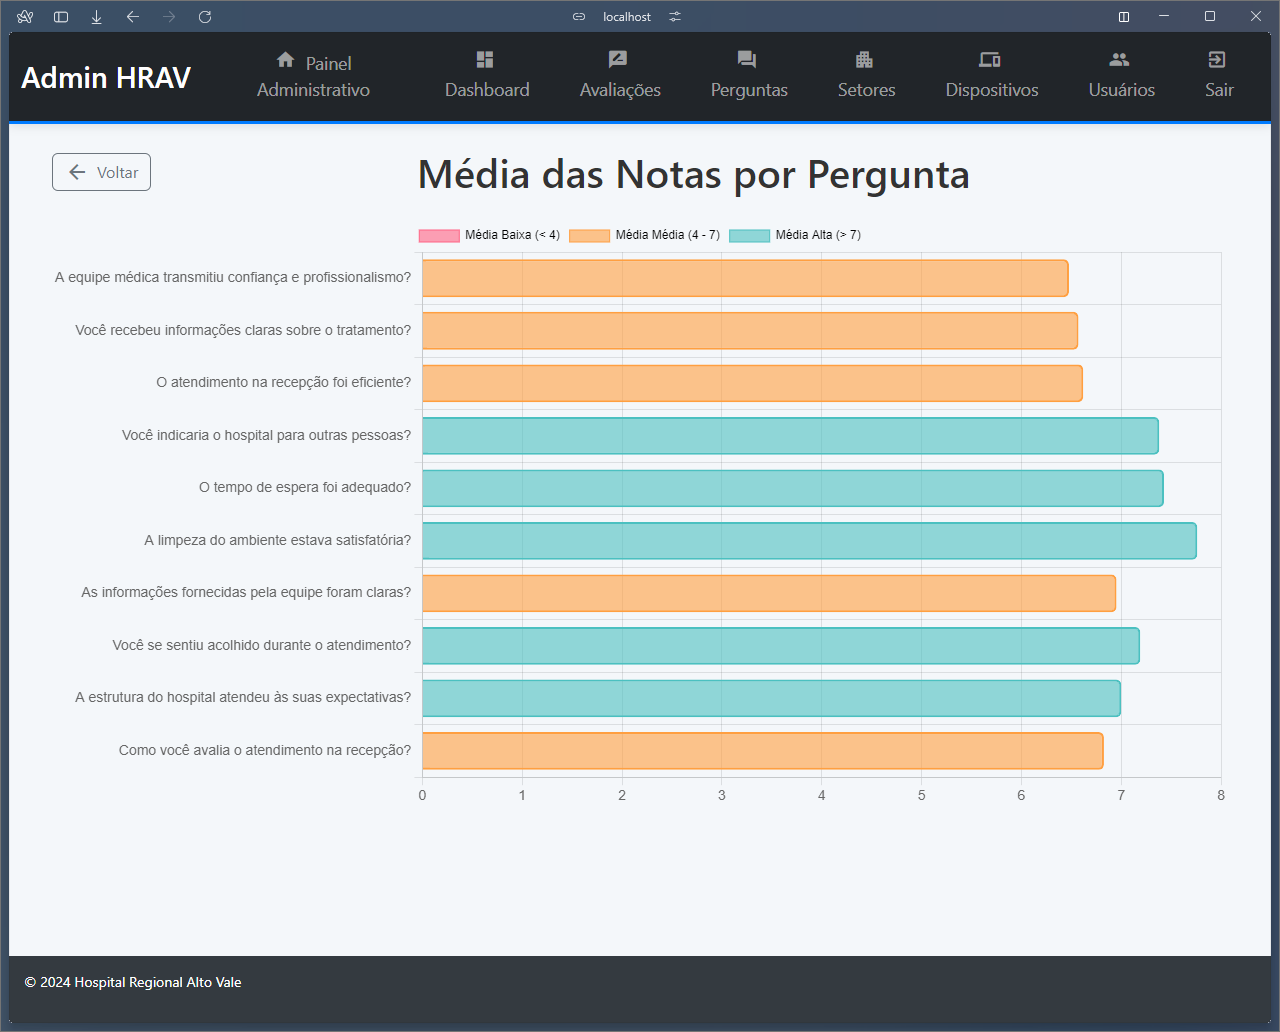 localhost
Admin HRAV
Painel Administrativo
Dashboard
Avaliações
Perguntas
Setores
Dispositivos
Usuários
Sair
Voltar
Média das Notas por Pergunta
Média Baixa (< 4) Média Média (4 - 7) Média Alta (> 7)
A equipe médica transmitiu confiança e profissionalismo?
Você recebeu informações claras sobre o tratamento?
O atendimento na recepção foi eficiente?
Você indicaria o hospital para outras pessoas?
O tempo de espera foi adequado?
A limpeza do ambiente estava satisfatória?
As informações fornecidas pela equipe foram claras?
Você se sentiu acolhido durante o atendimento?
A estrutura do hospital atendeu às suas expectativas?
Como você avalia o atendimento na recepção?
0 1 2 3 4 5 6 7 8
© 2024 Hospital Regional Alto Vale